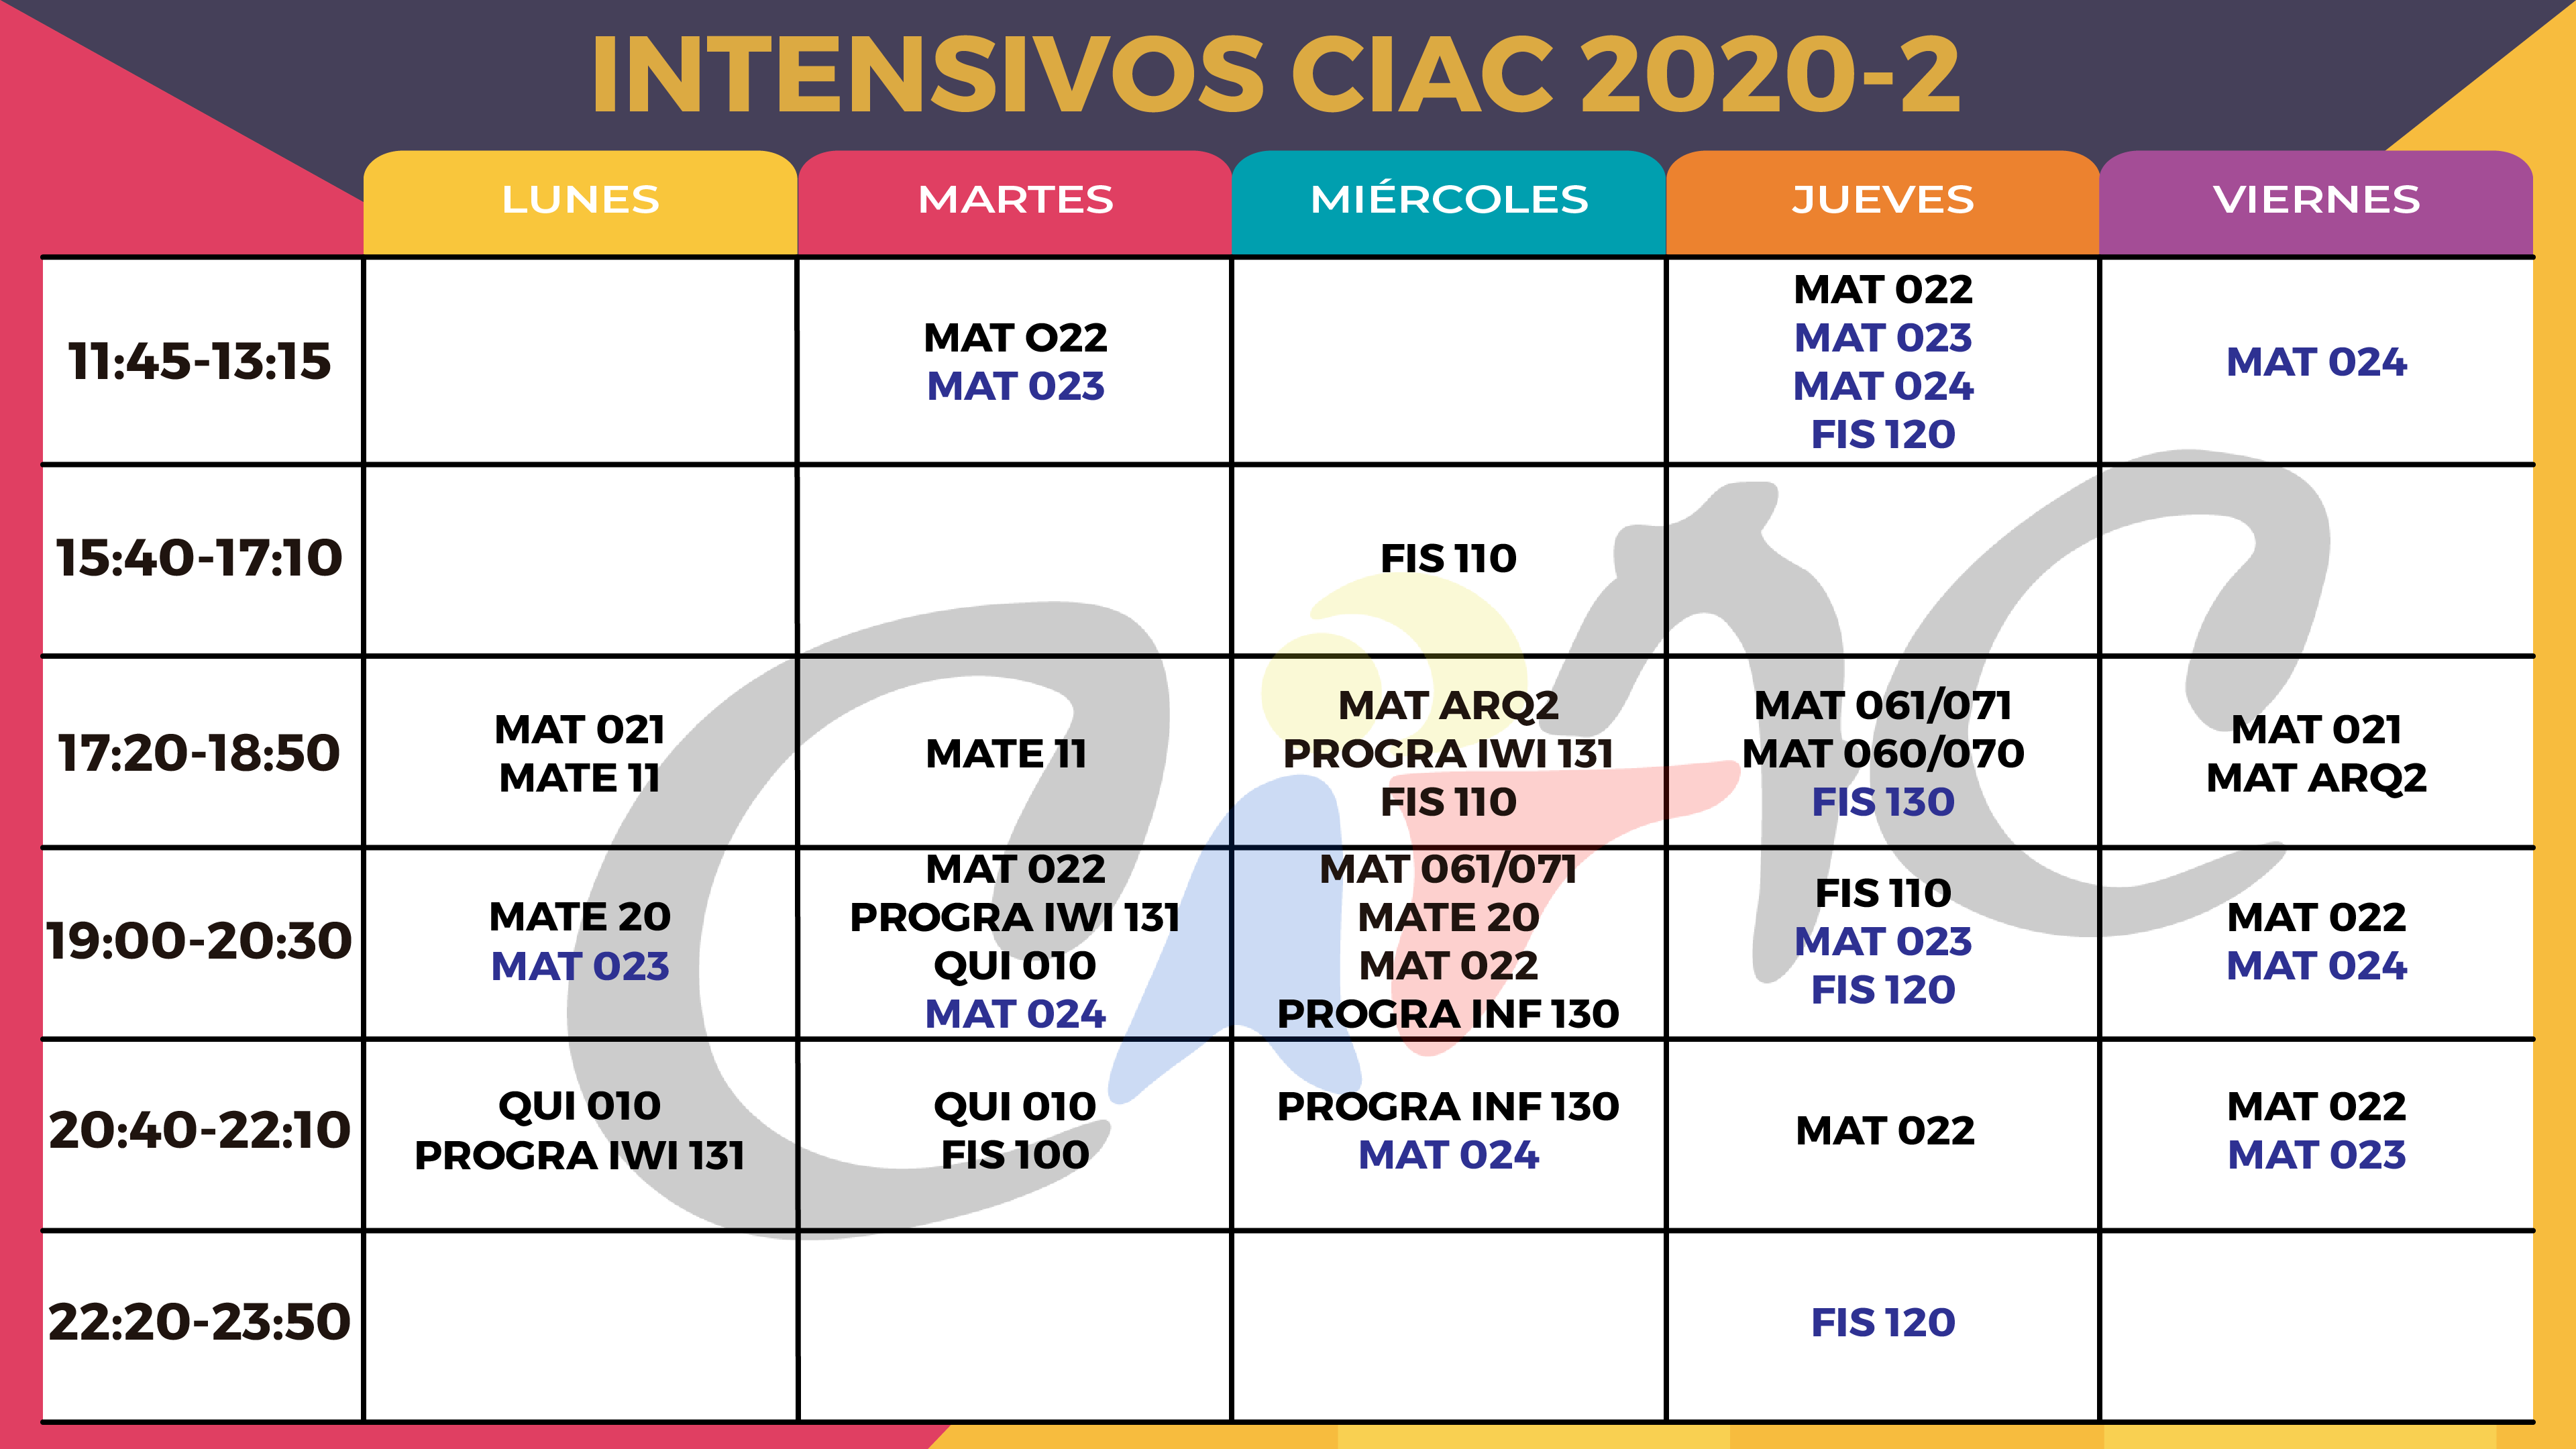 INTENSIVOS CIAC 2020-2
LUNES
MARTES
MIÉRCOLES
JUEVES
VIERNES
11:45-13:15
MAT O22
MAT 023
MAT 022
MAT 023
MAT 024
FIS 120
MAT 024
15:40-17:10
FIS 110
17:20-18:50
MAT 021
MATE 11
MATE 11
MAT ARQ2
PROGRA IWI 131
FIS 110
MAT 061/071
MAT 060/070
FIS 130
MAT 021
MAT ARQ2
19:00-20:30
MATE 20
MAT 023
MAT 022
PROGRA IWI 131
QUI 010
MAT 024
MAT 061/071
MATE 20
MAT 022
PROGRA INF 130
FIS 110
MAT 023
FIS 120
MAT 022
MAT 024
20:40-22:10
QUI 010
PROGRA IWI 131
QUI 010
FIS 100
PROGRA INF 130
MAT 024
MAT 022
MAT 022
MAT 023
22:20-23:50
FIS 120
CIAC